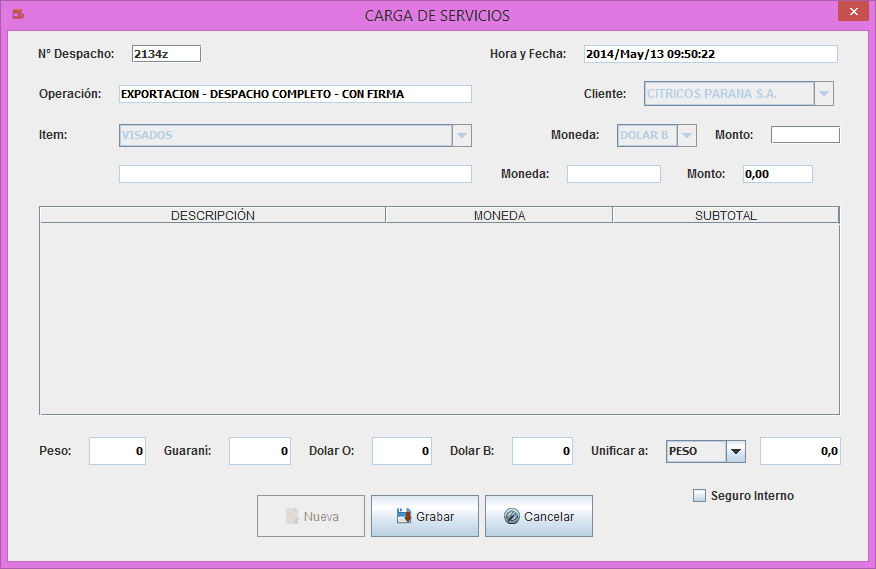 CARGA DE SERVICIOS
N° Despacho: 2134z Hora y Fecha: 2014/May/13 09:50:22
Operación: EXPORTACION - DESPACHO COMPLETO - CON FIRMA Cliente: CITRICOS PARANA S.A.
Item: VISADOS Moneda: DOLAR B Monto:
Moneda: Monto: 0,00
DESCRIPCIÓN MONEDA SUBTOTAL
Peso: 0 Guaraní: 0 Dolar O: 0 Dolar B: 0 Unificar a: PESO 0,0
Seguro Interno
Nueva Grabar Cancelar